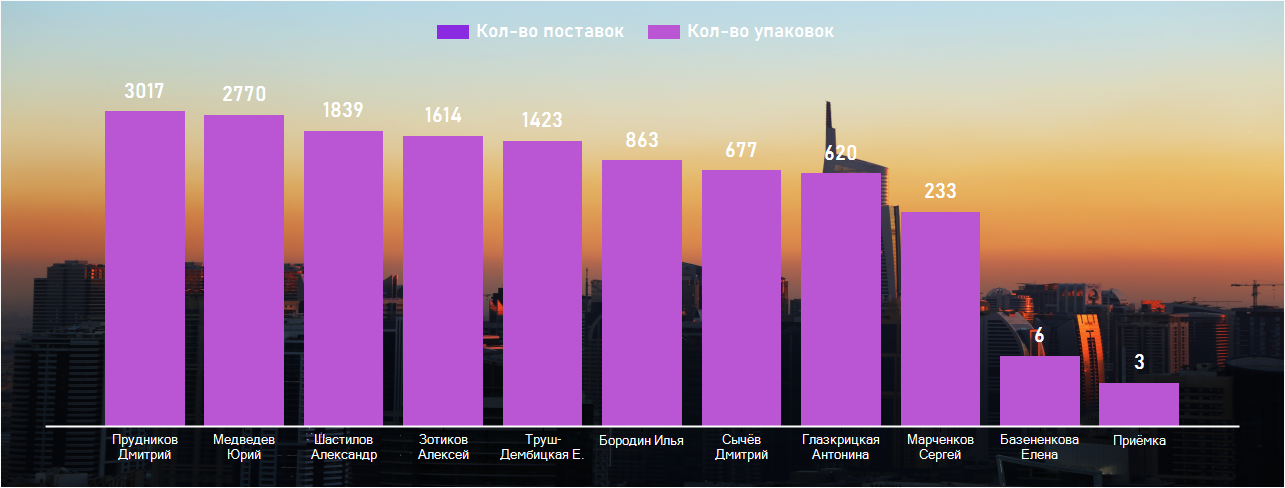 Кол-во поставок Кол-во упаковок
3017 2770 1839 1614 1423 863 677 620 233 6 3
Прудников Медведев Шастилов Зотиков Труш- Бородин Илья Сычёв Глазкрицкая Марченков Базененкова Приёмка
Дмитрий Юрий Александр Алексей Дембицкая Е. Дмитрий Антонина Сергей Елена